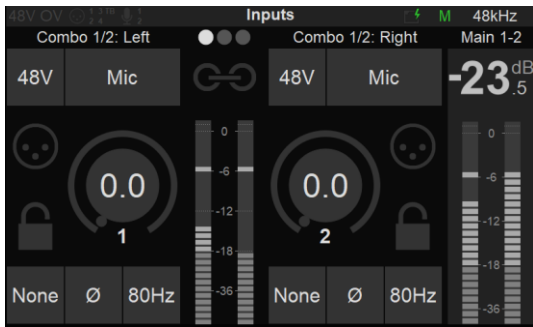 48V OV Inputs M 48kHz
Combo 1/2: Left Combo 1/2: Right Main 1-2
48V Mic 48V Mic -23.5 dB
0 0
-6 -6
0.0 0.0
-12 -12
1 2
-18 -18
None Ø 80Hz -36 None Ø 80Hz -36